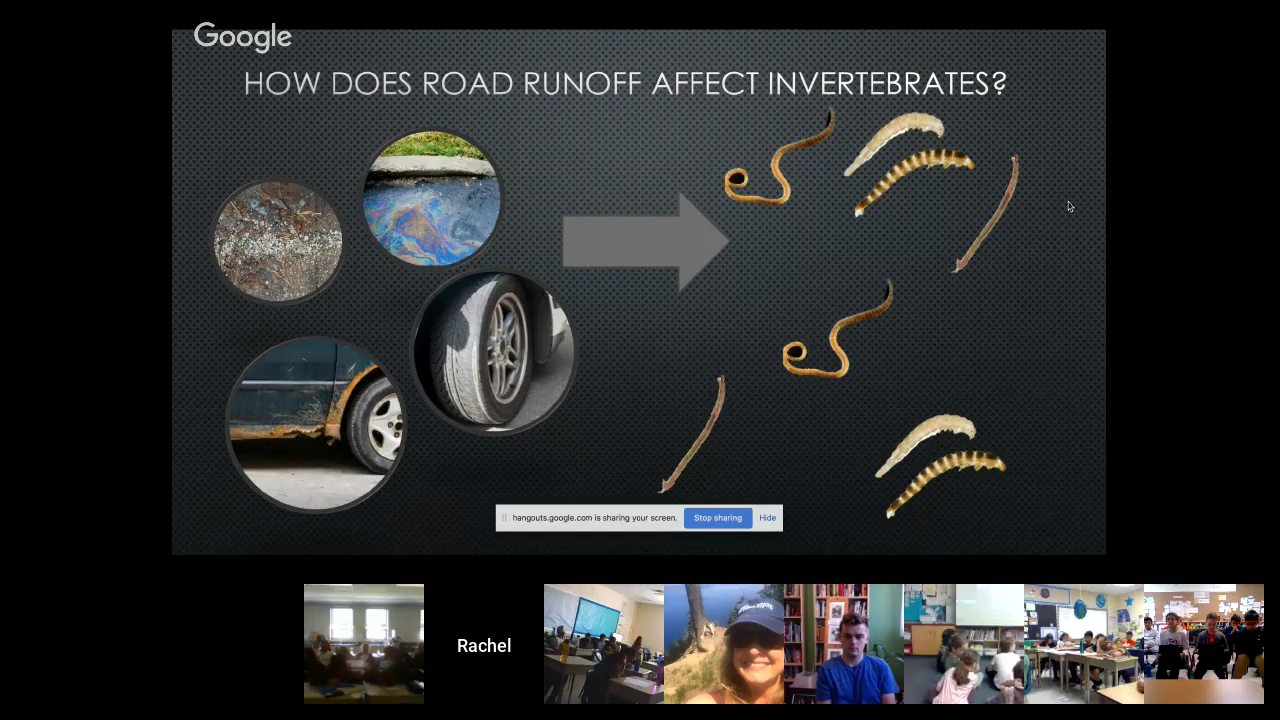 Google
HOW DOES ROAD RUNOFF AFFECT INVERTEBRATES?
hangouts.google.com is sharing your screen. Stop sharing Hide
Rachel